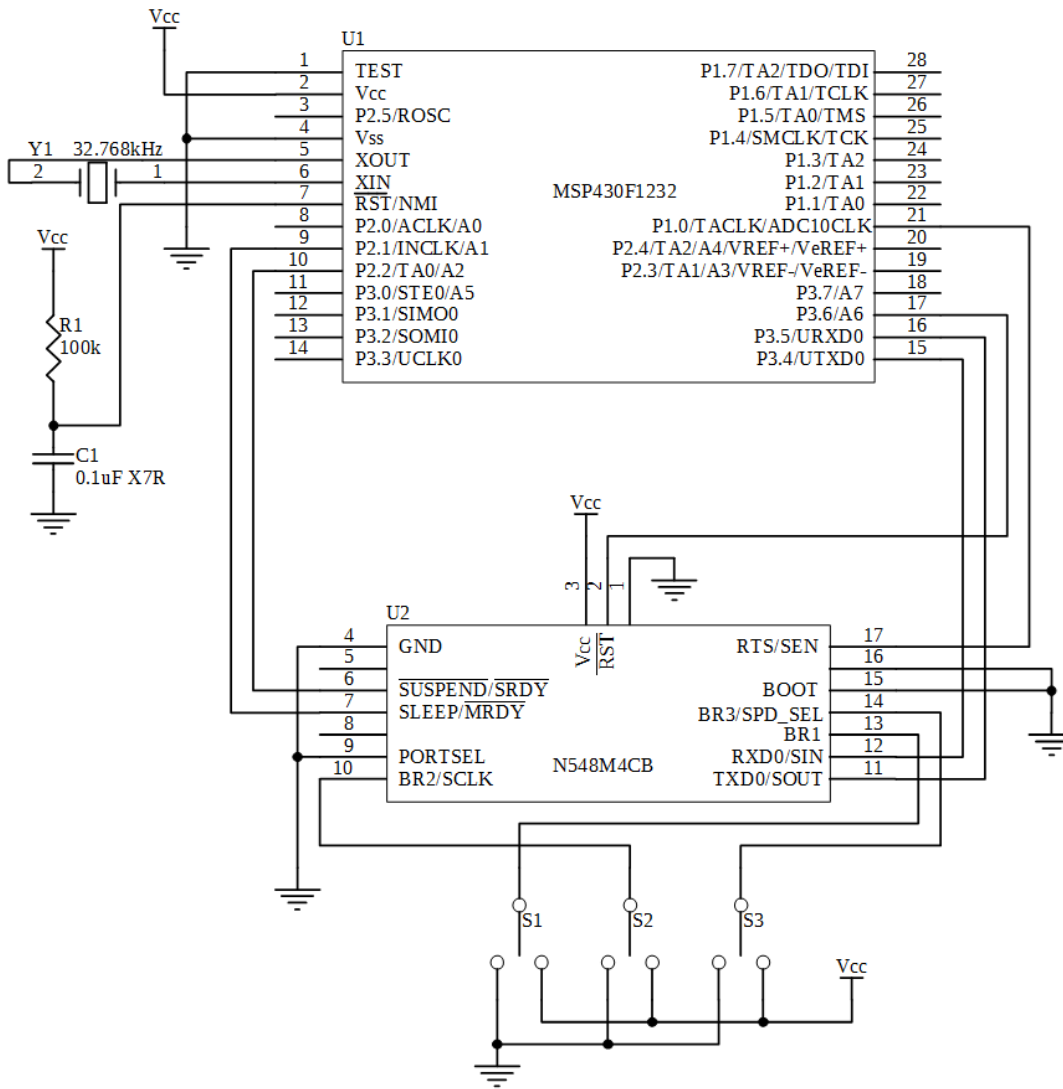 Vcc
U1
1 TEST
2 Vcc
3 P2.5/ROSC
4 Vss
5 XOUT
6 XIN
7 RST/NMI
8 P2.0/ACLK/A0
9 P2.1/INCLK/A1
10 P2.2/TA0/A2
11 P3.0/STE0/A5
12 P3.1/SIMO0
13 P3.2/SOMI0
14 P3.3/UCLK0
MSP430F1232
P1.7/TA2/TDO/TDI 28
P1.6/TA1/TCLK 27
P1.5/TA0/TMS 26
P1.4/SMCLK/TCK 25
P1.3/TA2 24
P1.2/TA1 23
P1.1/TA0 22
P1.0/TACLK/ADC10CLK 21
P2.4/TA2/A4/VREF+/VeREF+ 20
P2.3/TA1/A3/VREF-/VeREF- 19
P3.7/A7 18
P3.6/A6 17
P3.5/URXD0 16
P3.4/UTXD0 15
Y1 32.768kHz
2 1
Vcc
R1
100k
C1
0.1uF X7R
Vcc
3 2 1
U2
Vcc RST
4 GND
5
6 SUSPEND/SRDY
7 SLEEP/MRDY
8
9 PORTSEL
10 BR2/SCLK
N548M4CB
RTS/SEN 17
16
BOOT 15
BR3/SPD_SEL 14
BR1 13
RXD0/SIN 12
TXD0/SOUT 11
S1 S2 S3
Vcc